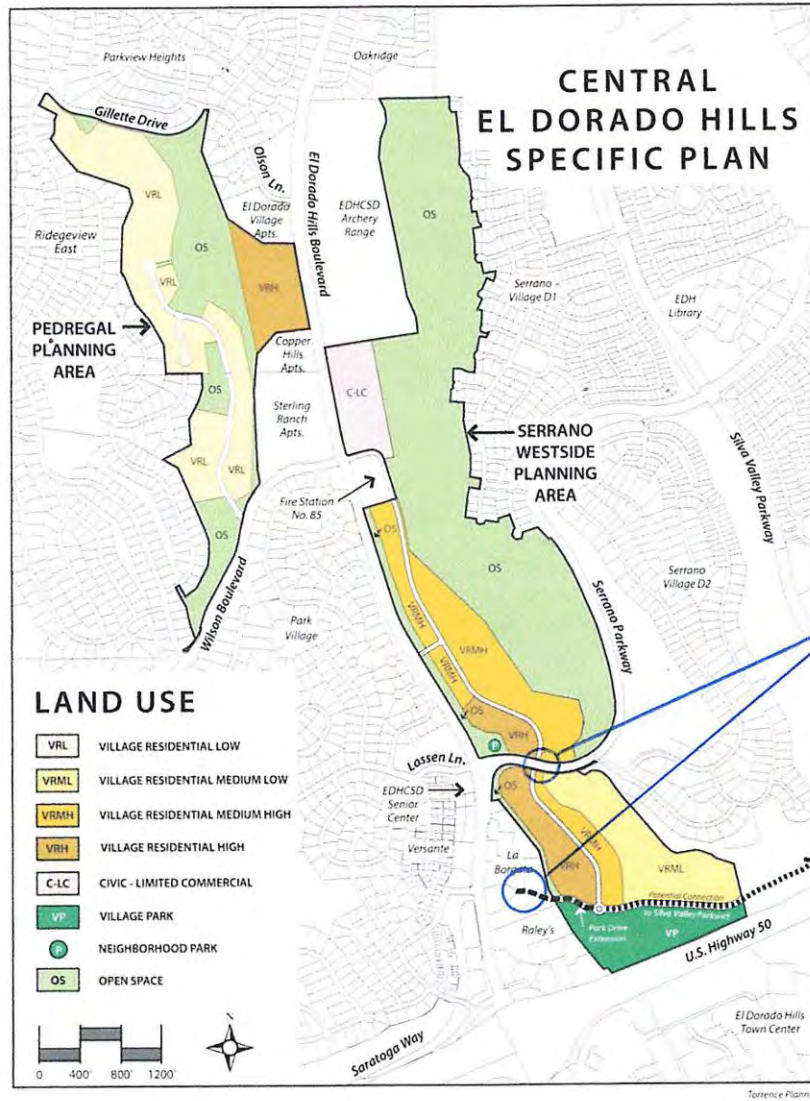 CENTRAL
EL DORADO HILLS
SPECIFIC PLAN
Parkview Heights
Oakridge
Gillette Drive
Olson Ln.
El Dorado Hills Boulevard
El Dorado
Village
Apts.
EDHCSD
Archery
Range
OS
VRL
OS
Ridgeview
East
VRL
VRH
Serrano -
Village D1
EDH
Library
PEDREGAL
PLANNING
AREA
Copper
Hills
Apts.
C-LC
OS
Sterling
Ranch
Apts.
SERRANO
WESTSIDE
PLANNING
AREA
Silva Valley Parkway
VRL
VRL
Fire Station
No. 85
OS
OS
OS
Serrano Parkway
Serrano
Village D2
Wilson Boulevard
Park
Village
VRMH
VRMH
VRMH
OS
VRH
P
Lassen Ln.
EDHCSD
Senior
Center
OS
Versante
VRMH
La
Borgata
VRH
VRML
Potential Connection
to Silva Valley Parkway
Raley's
Park Drive
Extension
VP
U.S. Highway 50
El Dorado Hills
Town Center
Saratoga Way
LAND USE
VRL VILLAGE RESIDENTIAL LOW
VRML VILLAGE RESIDENTIAL MEDIUM LOW
VRMH VILLAGE RESIDENTIAL MEDIUM HIGH
VRH VILLAGE RESIDENTIAL HIGH
C-LC CIVIC - LIMITED COMMERCIAL
VP VILLAGE PARK
P NEIGHBORHOOD PARK
OS OPEN SPACE
N
0 400' 800' 1200'
Torrence Plann